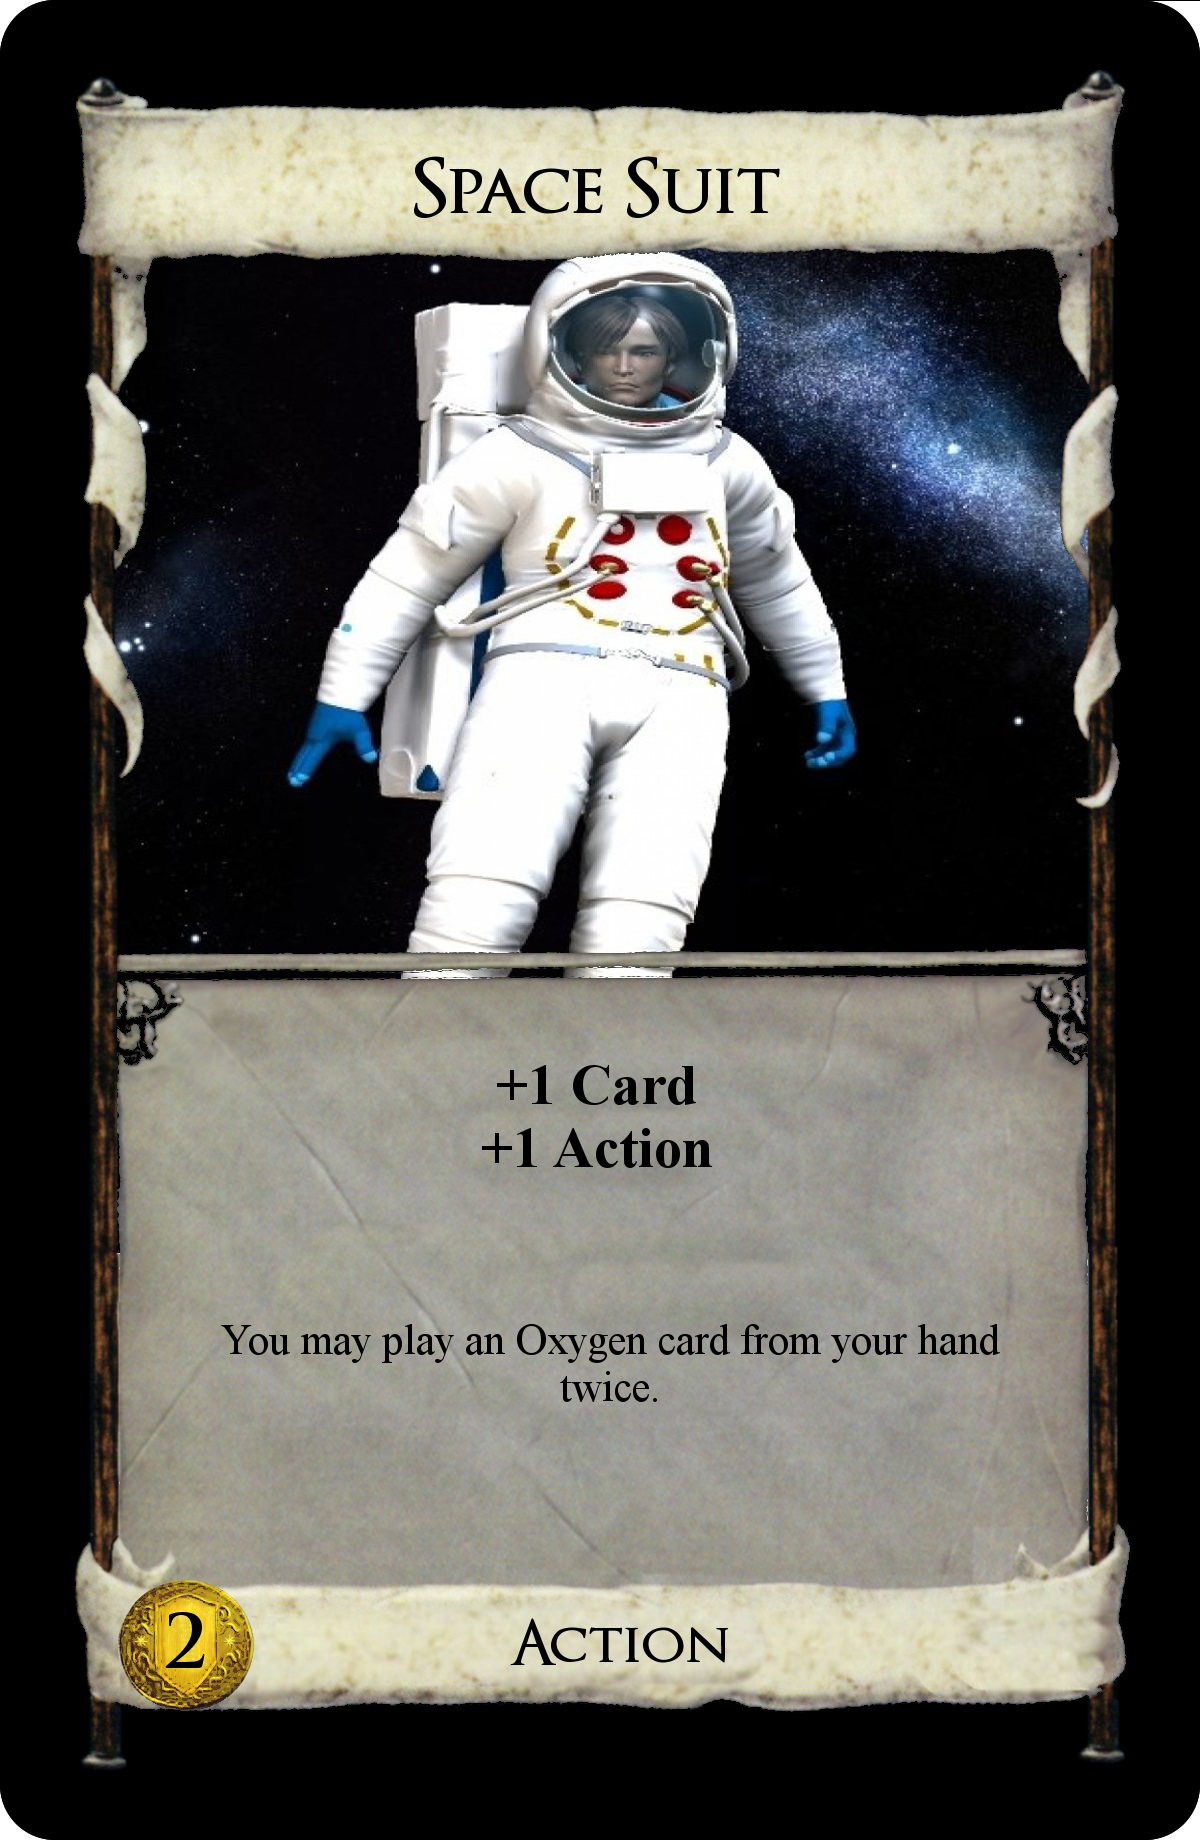 Space Suit
+1 Card
+1 Action
You may play an Oxygen card from your hand
twice.
2
Action